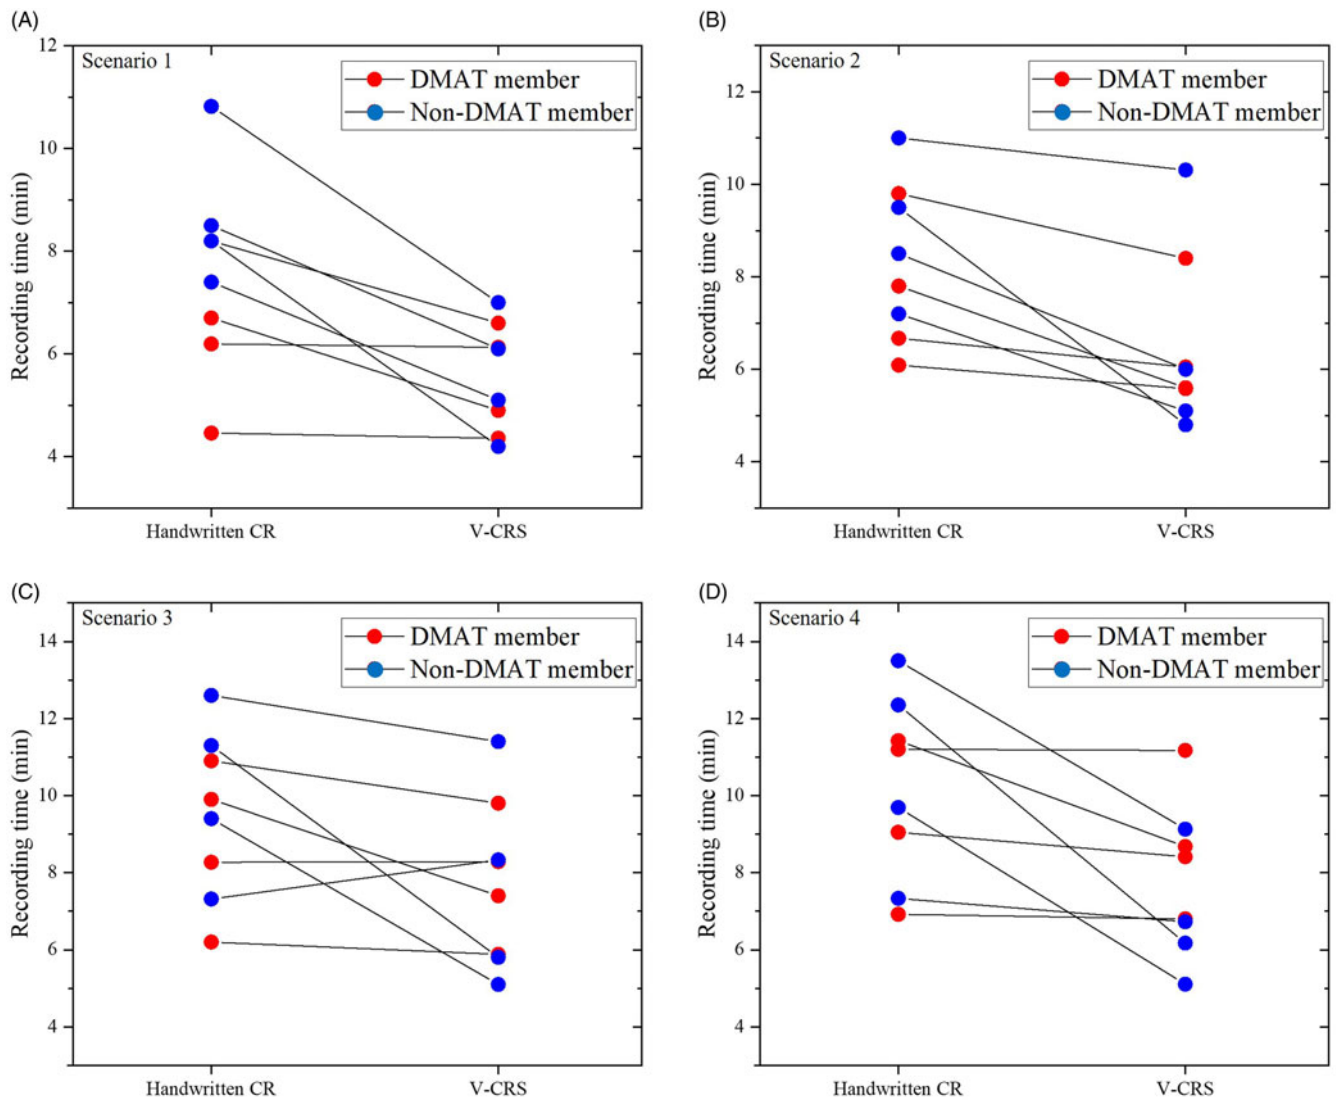 (A)
Scenario 1
DMAT member
Non-DMAT member
12
10
8
6
4
Recording time (min)
Handwritten CR
V-CRS
(B)
Scenario 2
DMAT member
Non-DMAT member
12
10
8
6
4
Recording time (min)
Handwritten CR
V-CRS
(C)
Scenario 3
DMAT member
Non-DMAT member
14
12
10
8
6
4
Recording time (min)
Handwritten CR
V-CRS
(D)
Scenario 4
DMAT member
Non-DMAT member
14
12
10
8
6
4
Recording time (min)
Handwritten CR
V-CRS